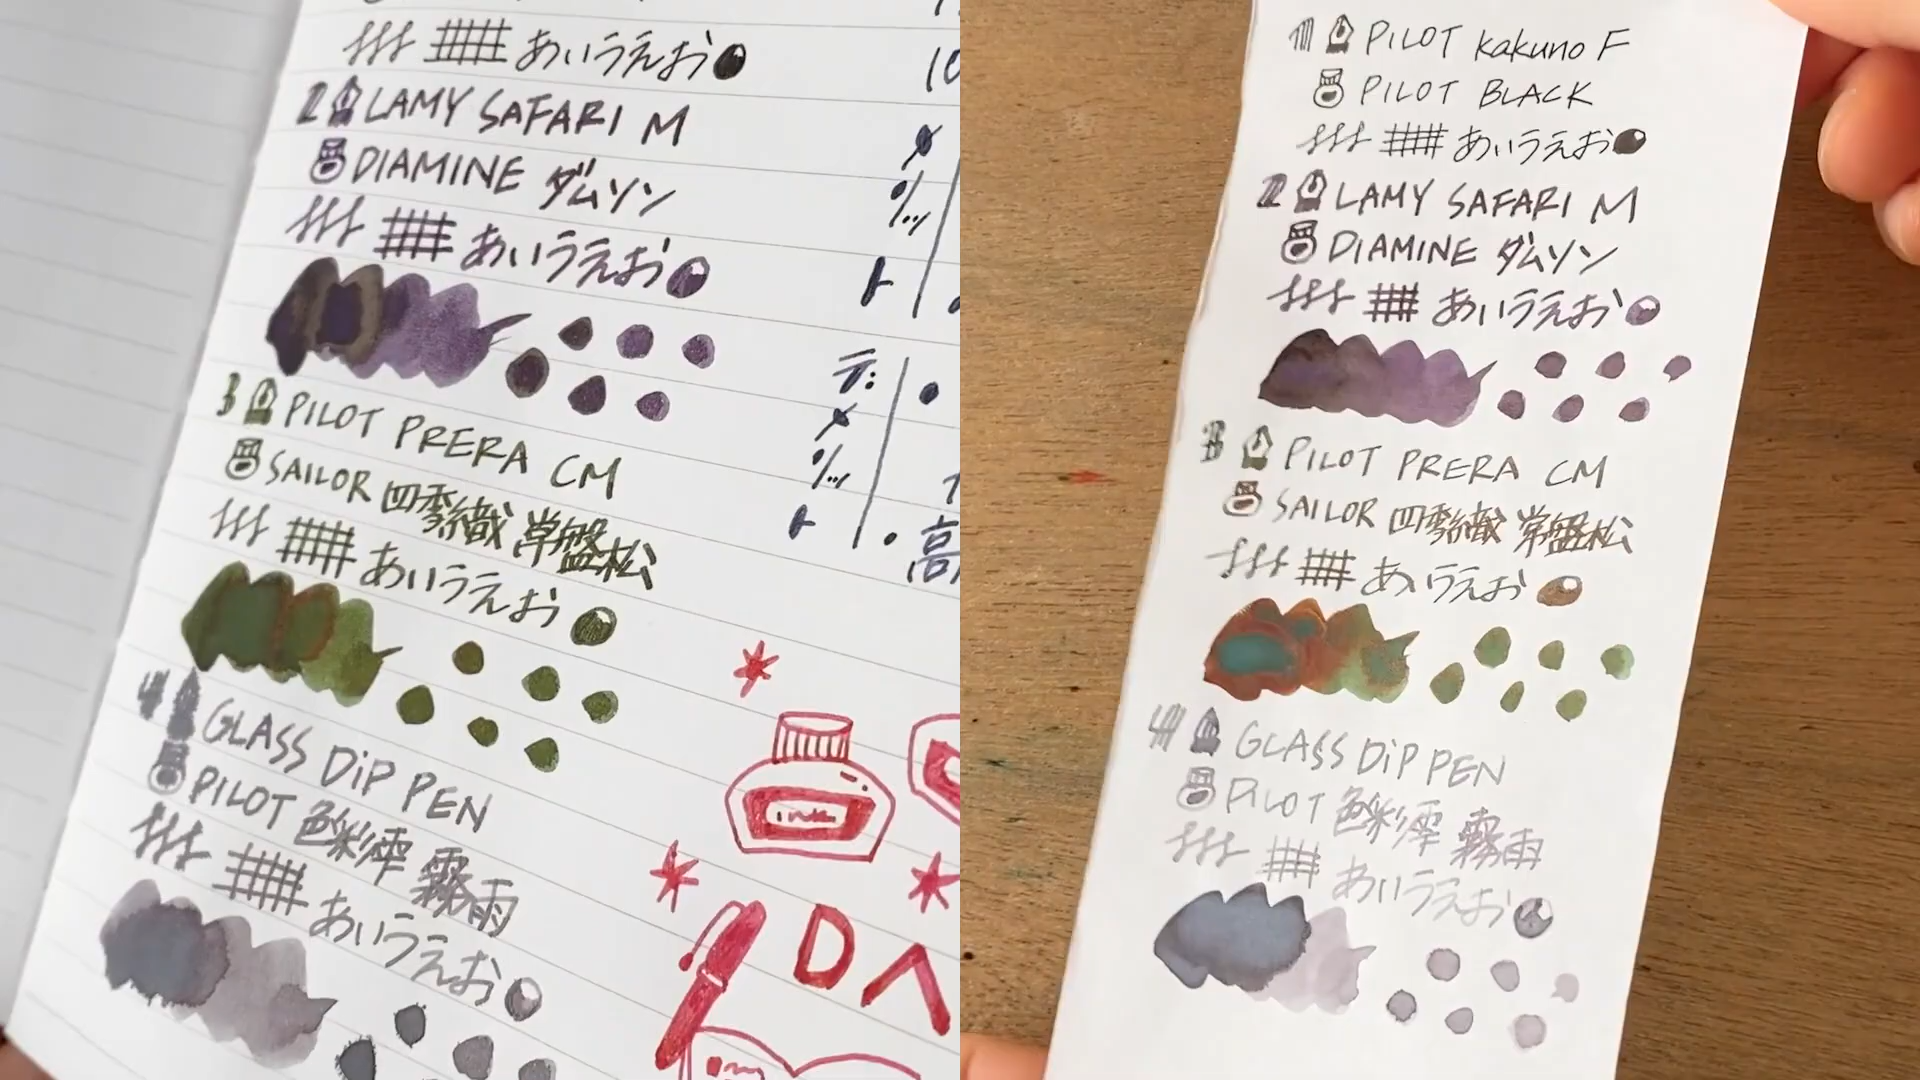 あいうえお
2 LAMY SAFARI M
DIAMINE ダムソン
あいうえお
3 PILOT PRERA CM
SAILOR 四季織 常盤松
あいうえお
4 GLASS DiP PEN
PILOT 色彩雫 霧雨
あいうえお
ink
1 PILOT kakuno F
PILOT BLACK
あいうえお
2 LAMY SAFARI M
DIAMINE ダムソン
あいうえお
3 PILOT PRERA CM
SAILOR 四季織 常盤松
あいうえお
4 GLASS DiP PEN
PILOT 色彩雫 霧雨
あいうえお